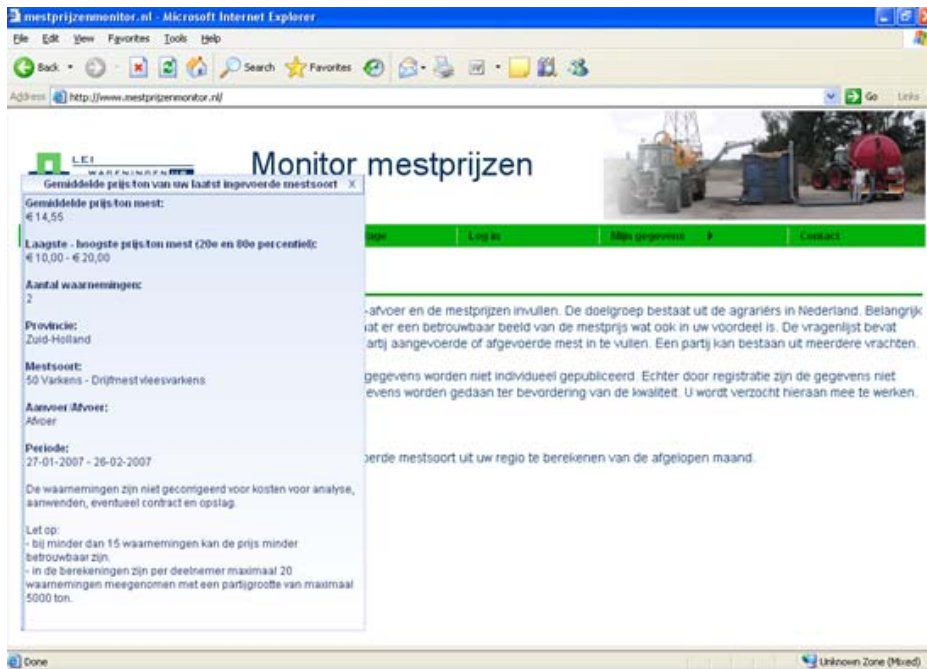 mestprijzenmonitor.nl - Microsoft Internet Explorer
File Edit View Favorites Tools Help
Back Search Favorites
Address http://www.mestprijzenmonitor.nl/ Go Links
LEI
WAGENINGEN UR
Monitor mestprijzen
Log in Mijn gegevens Contact
Gemiddelde prijs/ton van uw laatst ingevoerde mestsoort X
Gemiddelde prijs/ton mest:
€ 14,55
Laagste - hoogste prijs/ton mest (20e en 80e percentiel):
€ 10,00 - € 20,00
Aantal waarnemingen:
2
Provincie:
Zuid-Holland
Mestsoort:
50 Varkens - Drijfmest vleesvarkens
Aanvoer/Afvoer:
Afvoer
Periode:
27-01-2007 - 26-02-2007
De waarnemingen zijn niet gecorrigeerd voor kosten voor analyse,
aanwenden, eventueel contract en opslag.
Let op:
- bij minder dan 15 waarnemingen kan de prijs minder
betrouwbaar zijn.
- in de berekeningen zijn per deelnemer maximaal 20
waarnemingen meegenomen met een partijgrootte van maximaal
5000 ton.
-afvoer en de mestprijzen invullen. De doelgroep bestaat uit de agrariërs in Nederland. Belangrijk
at er een betrouwbaar beeld van de mestprijs wat ook in uw voordeel is. De vragenlijst bevat
artij aangevoerde of afgevoerde mest in te vullen. Een partij kan bestaan uit meerdere vrachten.
gegevens worden niet individueel gepubliceerd. Echter door registratie zijn de gegevens niet
evens worden gedaan ter bevordering van de kwaliteit. U wordt verzocht hieraan mee te werken.
oerde mestsoort uit uw regio te berekenen van de afgelopen maand.
Done Unknown Zone (Mixed)